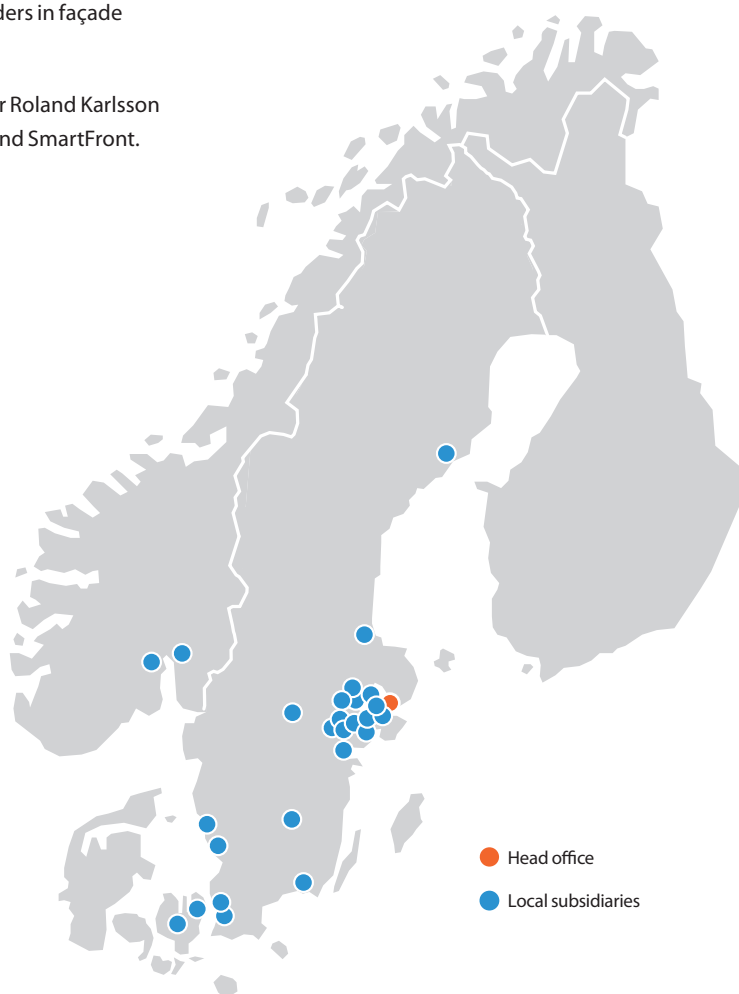 ders in façade
r Roland Karlsson
nd SmartFront.
Head office
Local subsidiaries